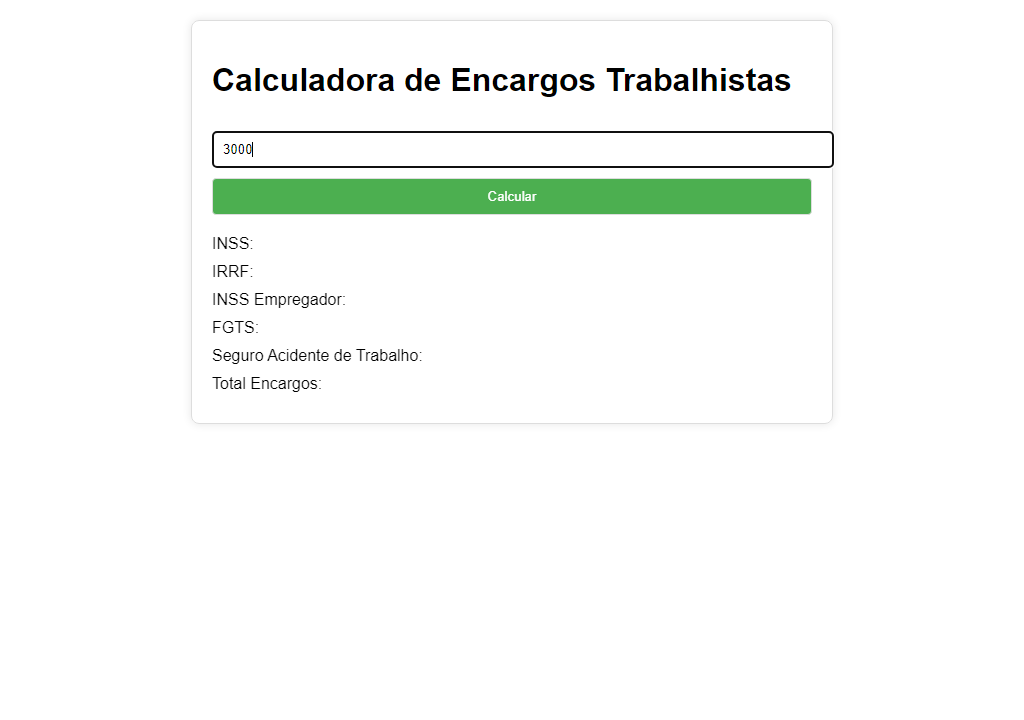 Calculadora de Encargos Trabalhistas
3000
Calcular
INSS:
IRRF:
INSS Empregador:
FGTS:
Seguro Acidente de Trabalho:
Total Encargos: